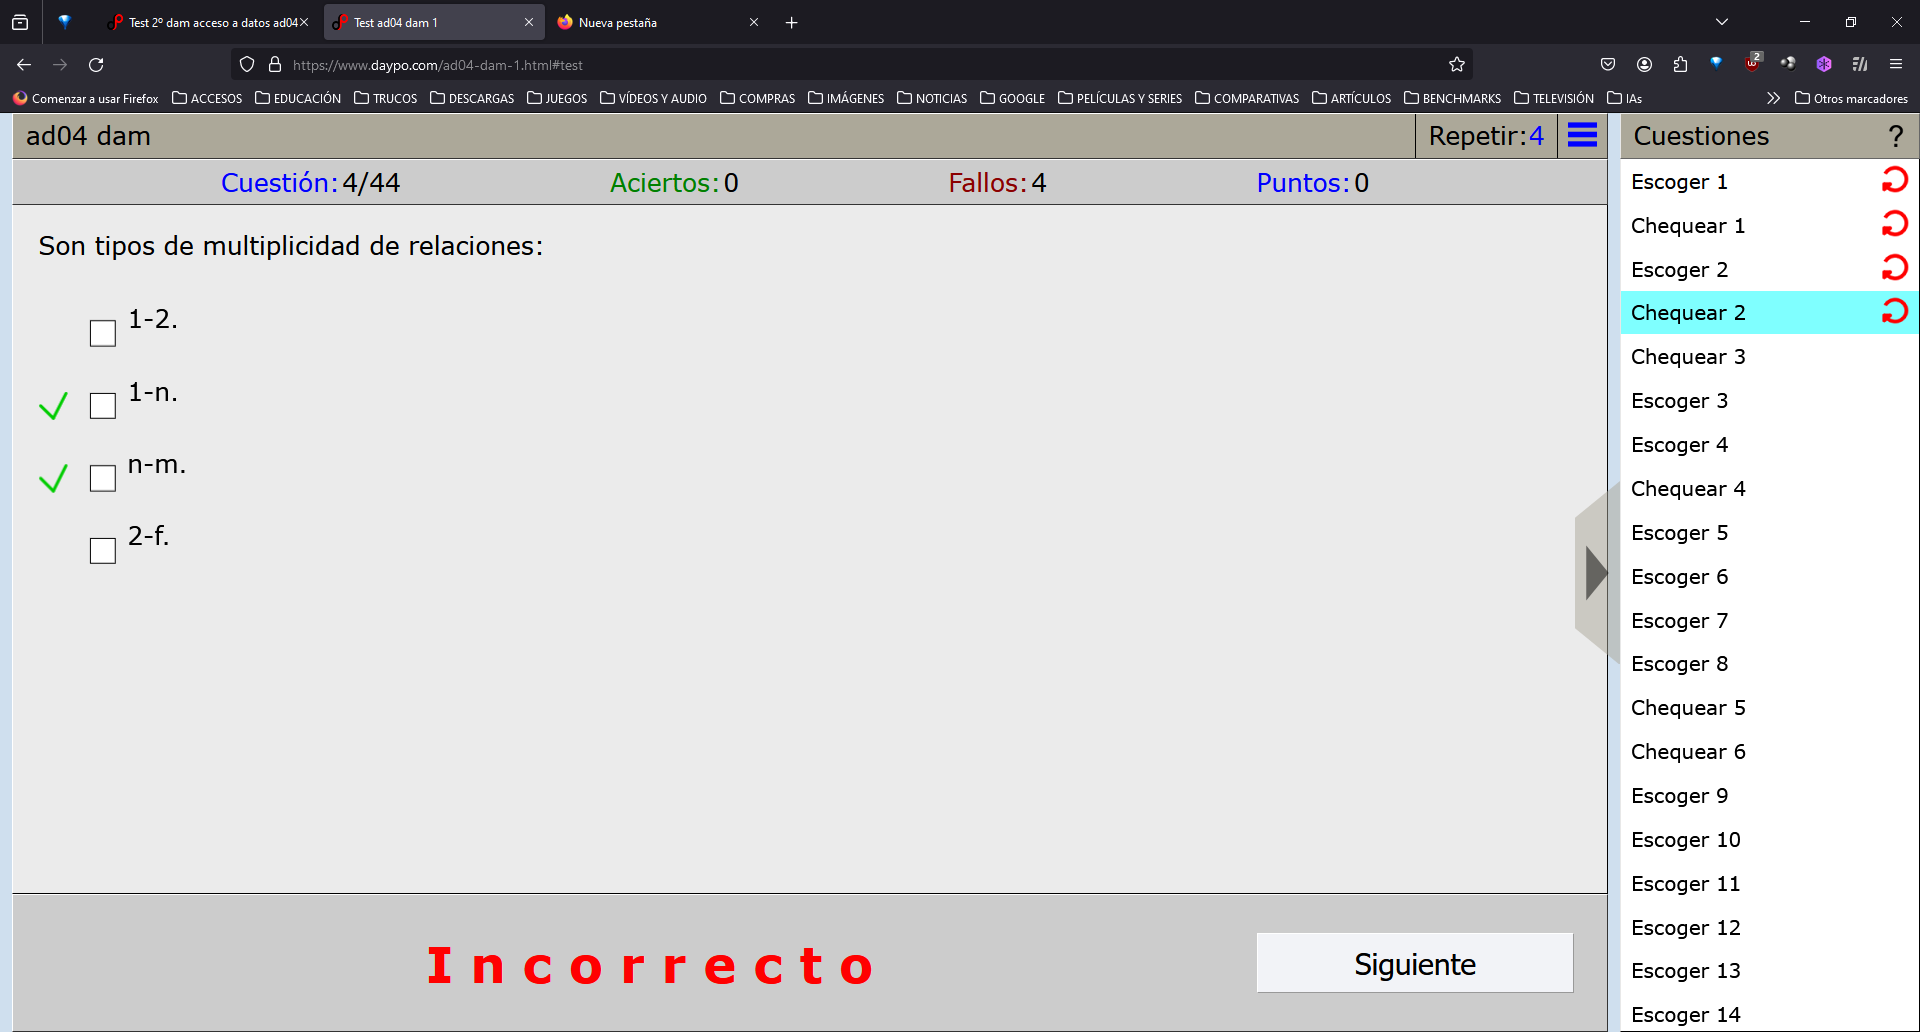 Test 2º dam acceso a datos ad04
Test ad04 dam 1
Nueva pestaña
https://www.daypo.com/ad04-dam-1.html#test
2
Comenzar a usar Firefox
ACCESOS
EDUCACIÓN
TRUCOS
DESCARGAS
JUEGOS
VÍDEOS Y AUDIO
COMPRAS
IMÁGENES
NOTICIAS
GOOGLE
PELÍCULAS Y SERIES
COMPARATIVAS
ARTÍCULOS
BENCHMARKS
TELEVISIÓN
IAs
Otros marcadores
ad04 dam
Repetir:4
Cuestión:4/44
Aciertos:0
Fallos:4
Puntos:0
Son tipos de multiplicidad de relaciones:
1-2.
1-n.
n-m.
2-f.
Incorrecto
Siguiente
Cuestiones
?
Escoger 1
Chequear 1
Escoger 2
Chequear 2
Chequear 3
Escoger 3
Escoger 4
Chequear 4
Escoger 5
Escoger 6
Escoger 7
Escoger 8
Chequear 5
Chequear 6
Escoger 9
Escoger 10
Escoger 11
Escoger 12
Escoger 13
Escoger 14